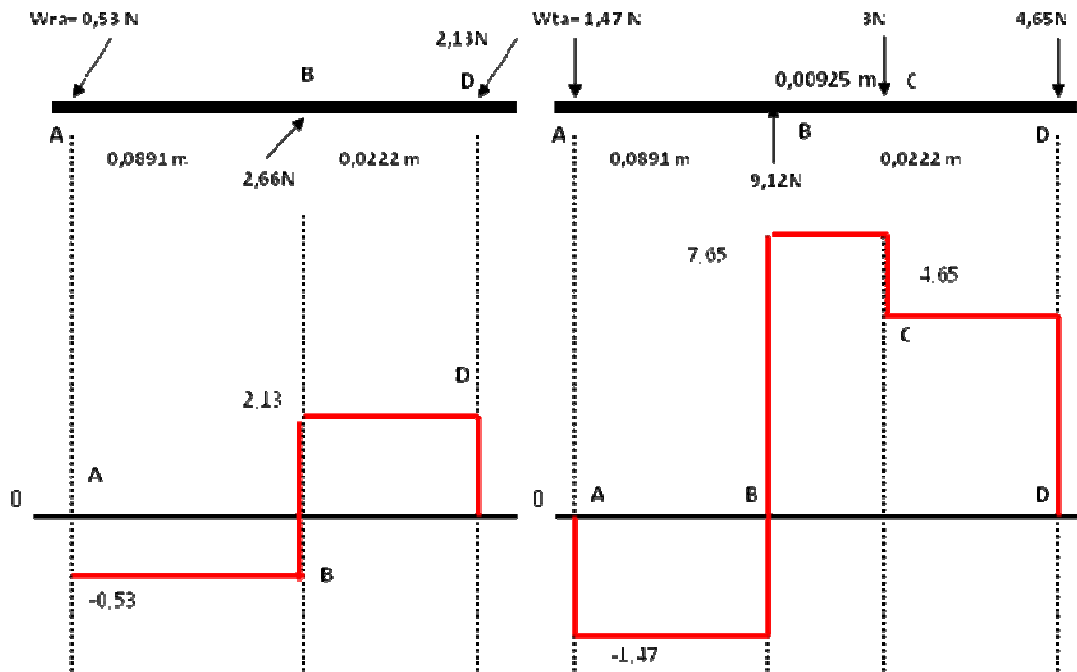 Wra= 0,53 N
2,13N
B
D
A
0,0891 m
0,0222 m
2,66N
2,13
D
A
0
B
-0,53
Wta= 1,47 N
3N
4,65N
0,00925 m
C
A
B
D
0,0891 m
0,0222 m
9,12N
7,65
4,65
C
0
A
B
D
-1,47